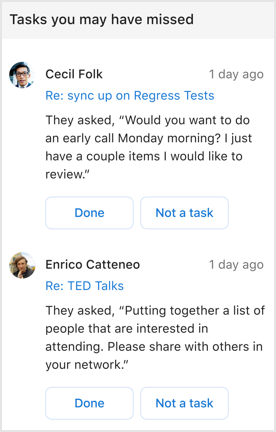 Tasks you may have missed
Cecil Folk 1 day ago
Re: sync up on Regress Tests
They asked, “Would you want to do
an early call Monday morning? I just
have a couple items I would like to
review.”
Done Not a task
Enrico Catteneo 1 day ago
Re: TED Talks
They asked, “Putting together a list of
people that are interested in
attending. Please share with others in
your network.”
Done Not a task